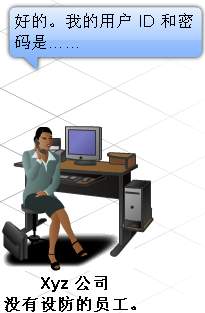 好的。我的用户 ID 和密
码是……
Xyz 公司
没有设防的员工。